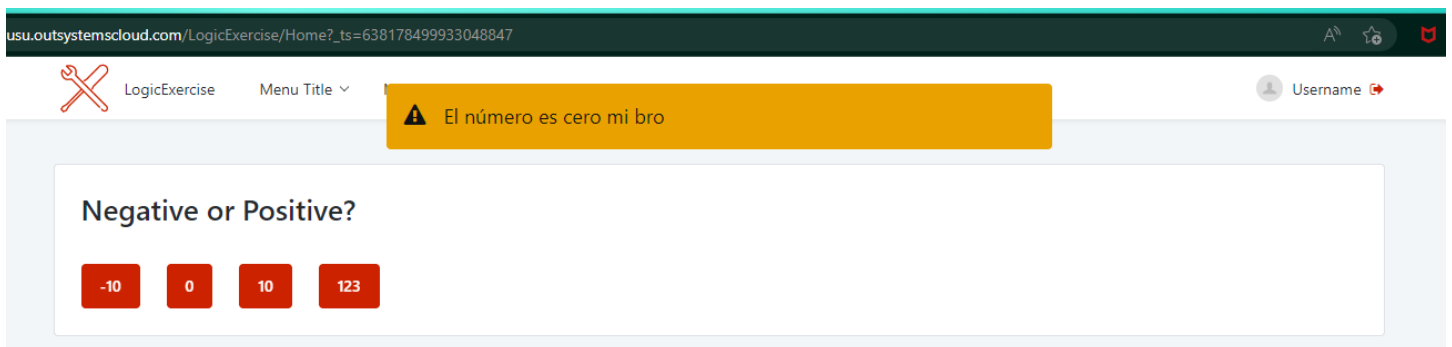 usu.outsystemscloud.com/LogicExercise/Home?_ts=638178499933048847
LogicExercise Menu Title Username
El número es cero mi bro
Negative or Positive?
-10 0 10 123